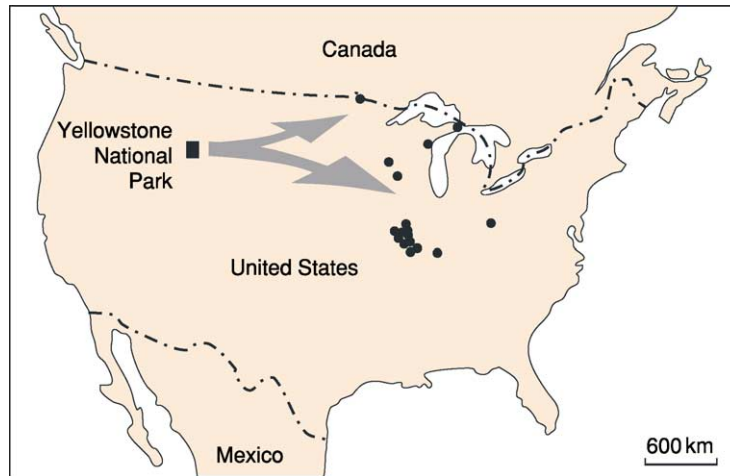 Canada
Yellowstone
National
Park
United States
Mexico
600 km